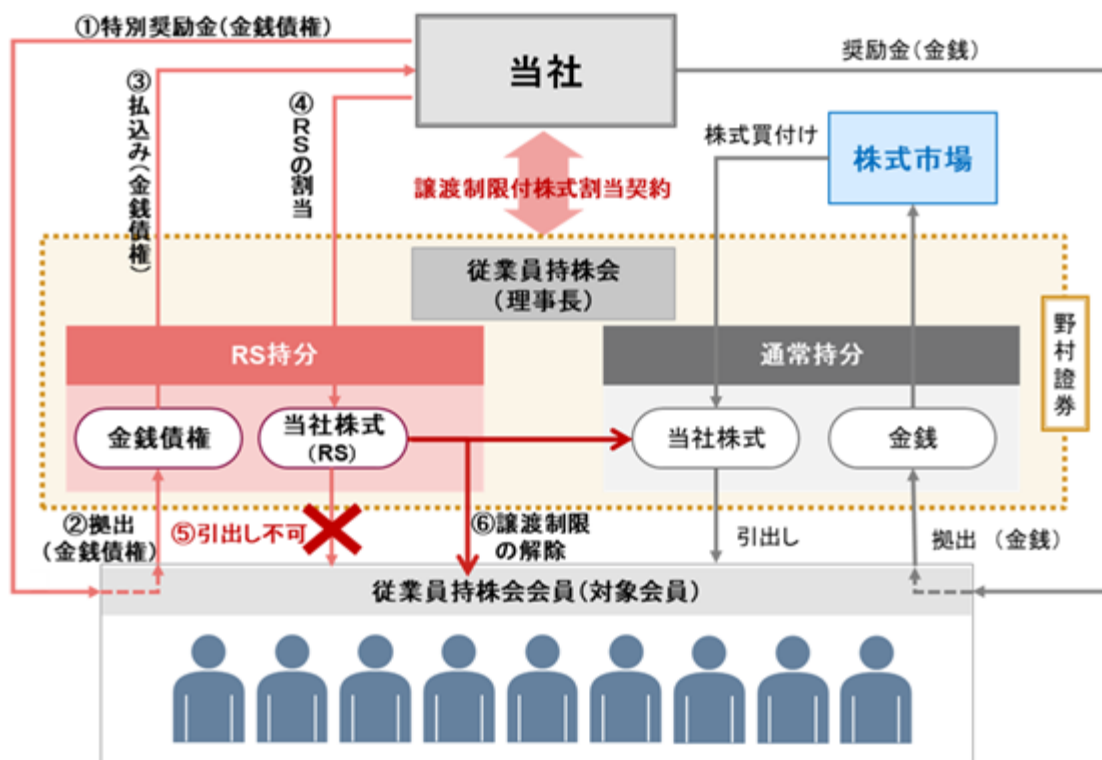 ①特別奨励金(金銭債権)
当社
奨励金(金銭)
③払込み(金銭債権)
④RSの割当
株式買付け
株式市場
譲渡制限付株式割当契約
従業員持株会
(理事長)
野村證券
RS持分
通常持分
金銭債権
当社株式
(RS)
当社株式
金銭
②拠出
(金銭債権)
⑤引出し不可
⑥譲渡制限
の解除
引出し
拠出 (金銭)
従業員持株会会員(対象会員)